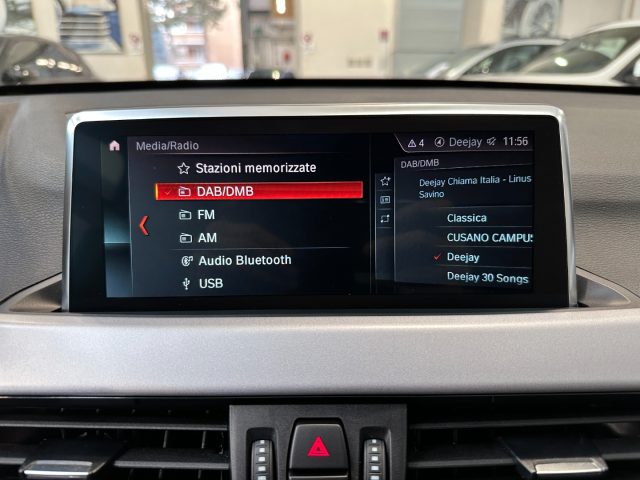 Media/Radio
4 Deejay 11:56
Stazioni memorizzate
DAB/DMB
FM
AM
Audio Bluetooth
USB
DAB/DMB
Deejay Chiama Italia - Linus
Savino
Classica
CUSANO CAMPUS
Deejay
Deejay 30 Songs